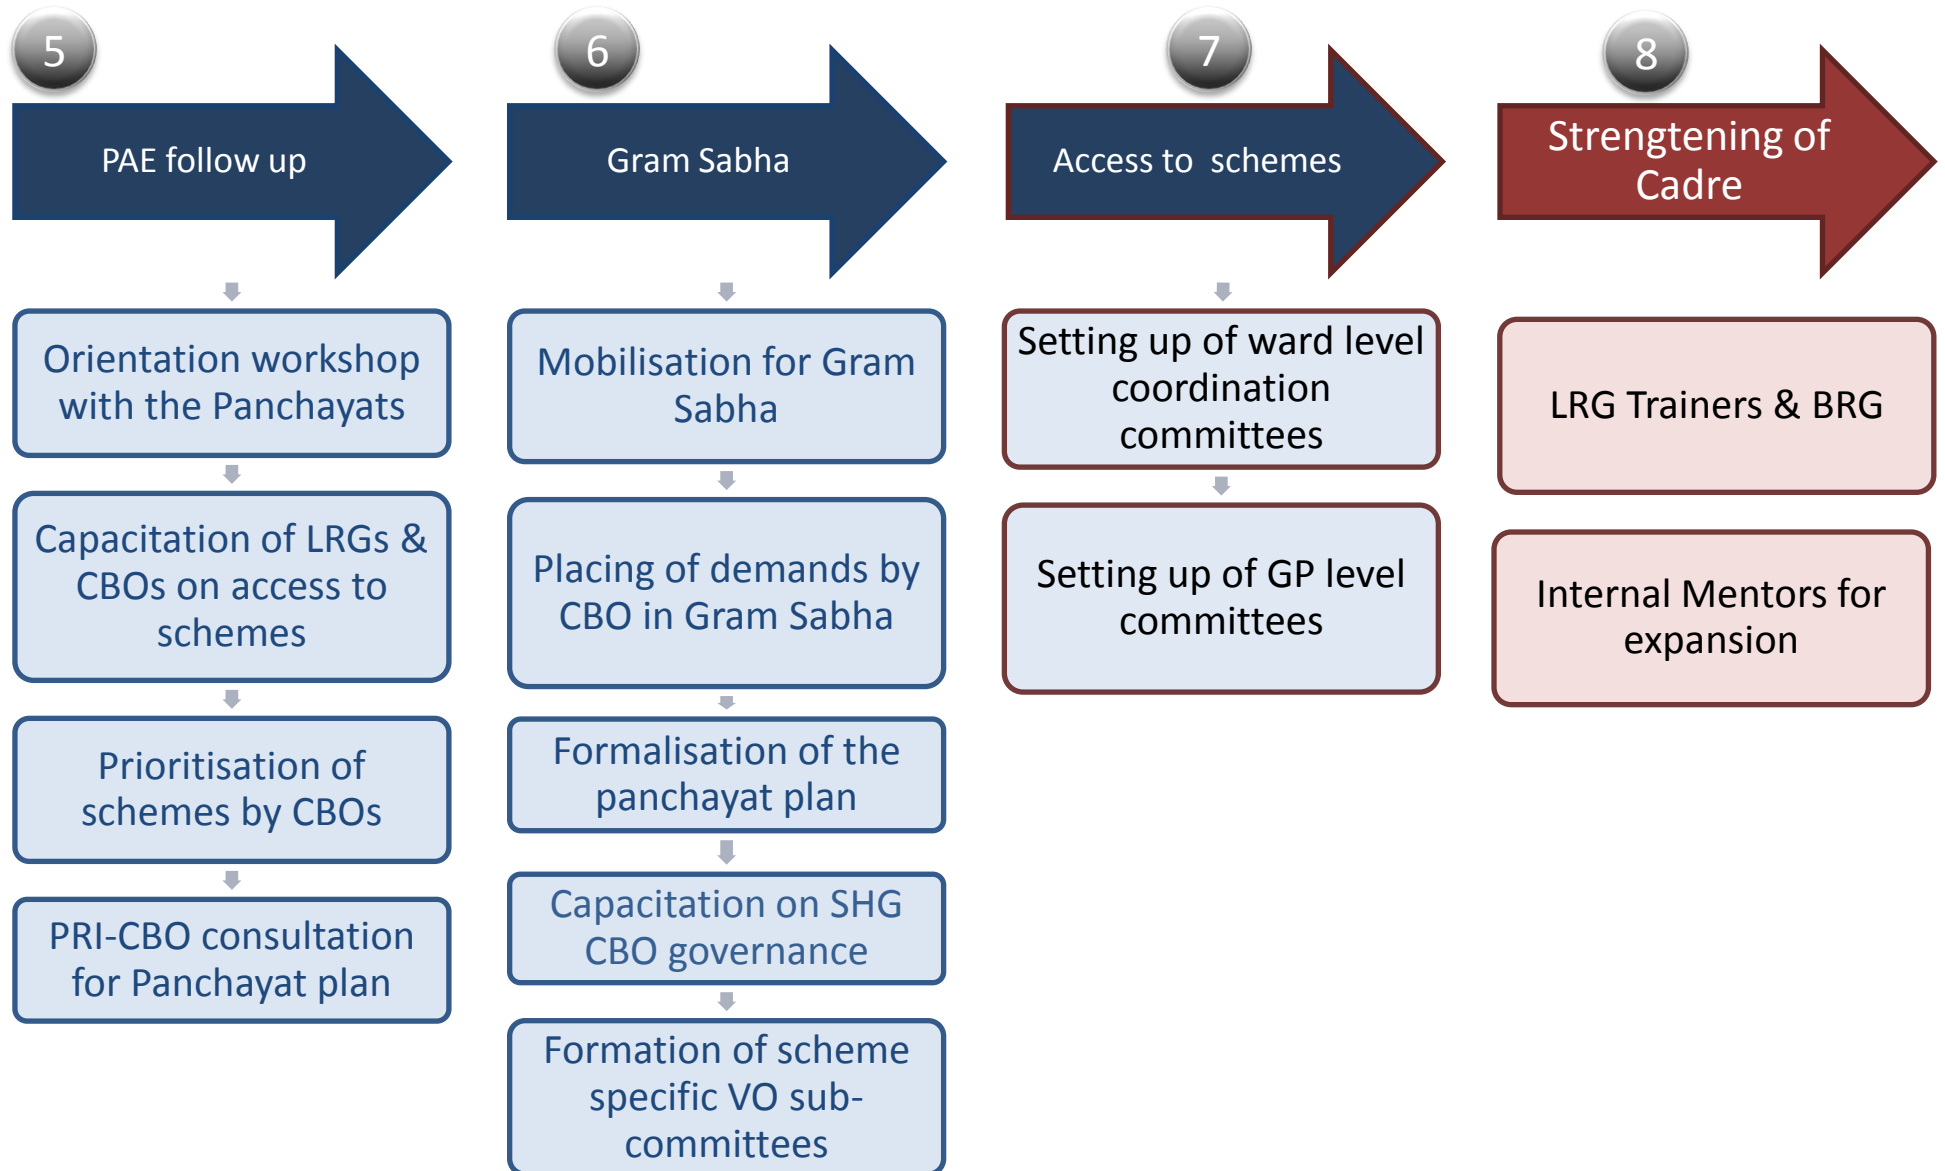 5
PAE follow up
Orientation workshop
with the Panchayats
Capacitation of LRGs &
CBOs on access to
schemes
Prioritisation of
schemes by CBOs
PRI-CBO consultation
for Panchayat plan
6
Gram Sabha
Mobilisation for Gram
Sabha
Placing of demands by
CBO in Gram Sabha
Formalisation of the
panchayat plan
Capacitation on SHG
CBO governance
Formation of scheme
specific VO sub-
committees
7
Access to schemes
Setting up of ward level
coordination
committees
Setting up of GP level
committees
8
Strengtening of
Cadre
LRG Trainers & BRG
Internal Mentors for
expansion